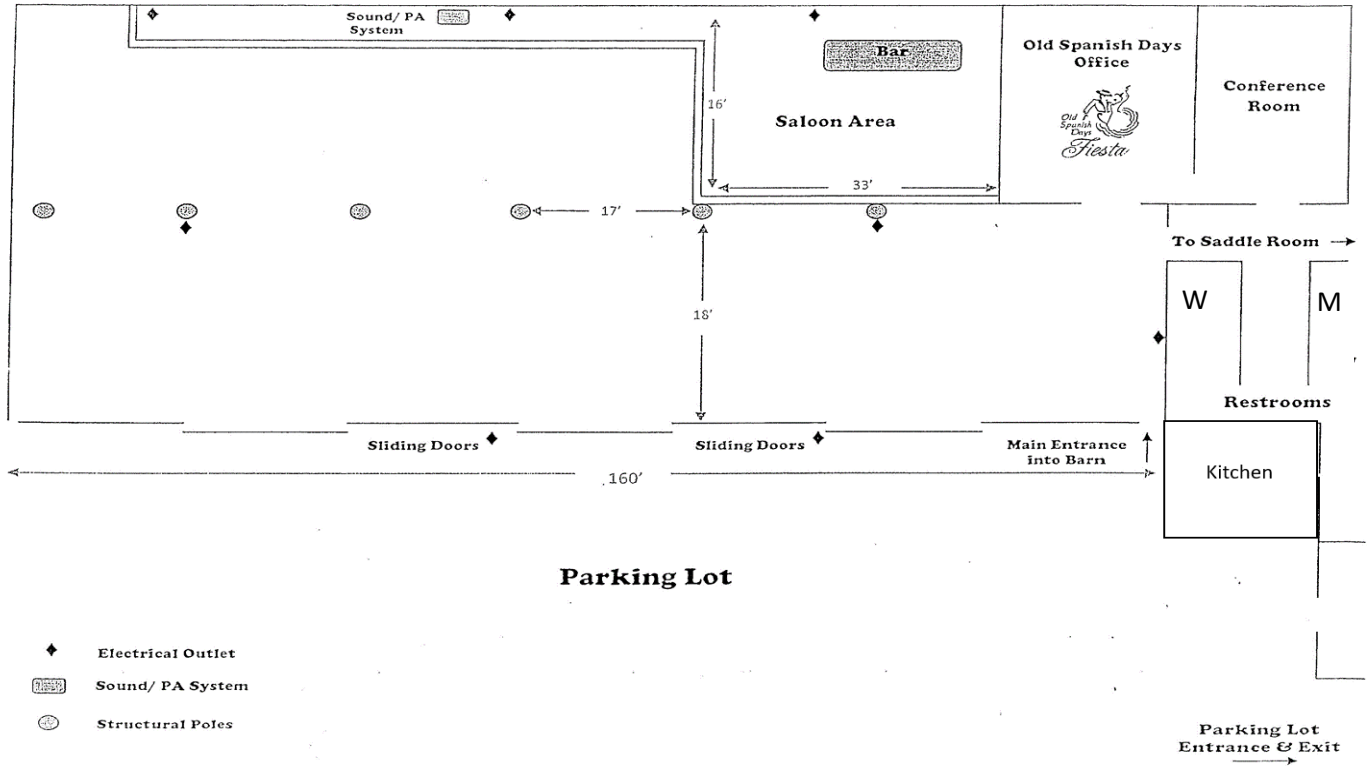 Sound/ PA
System
Bar
Old Spanish Days
Office
Conference
Room
16'
Saloon Area
Old
Spanish
Days
Fiesta
33'
17'
To Saddle Room
18'
W
M
Restrooms
Sliding Doors
Sliding Doors
Main Entrance
into Barn
160'
Kitchen
Parking Lot
Electrical Outlet
Sound/ PA System
Structural Poles
Parking Lot
Entrance & Exit